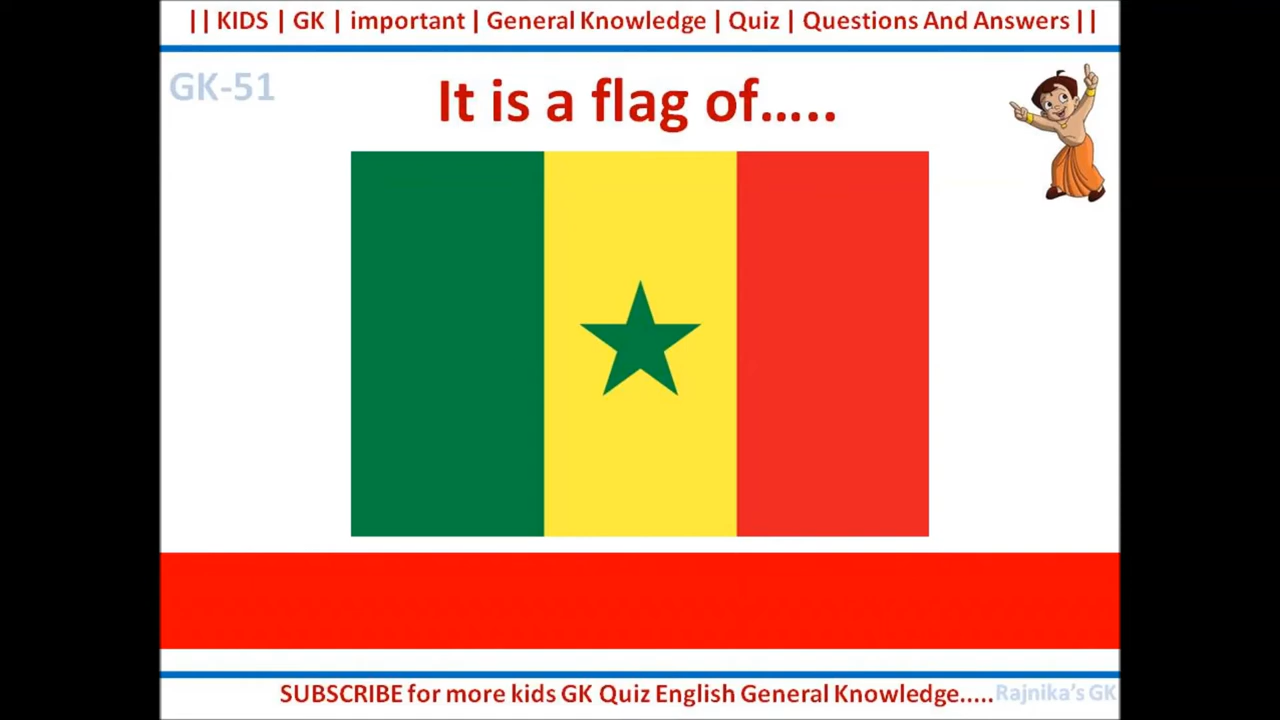 || KIDS | GK | important | General Knowledge | Quiz | Questions And Answers ||
GK-51
It is a flag of…..
SUBSCRIBE for more kids GK Quiz English General Knowledge.....
Rajnika's GK